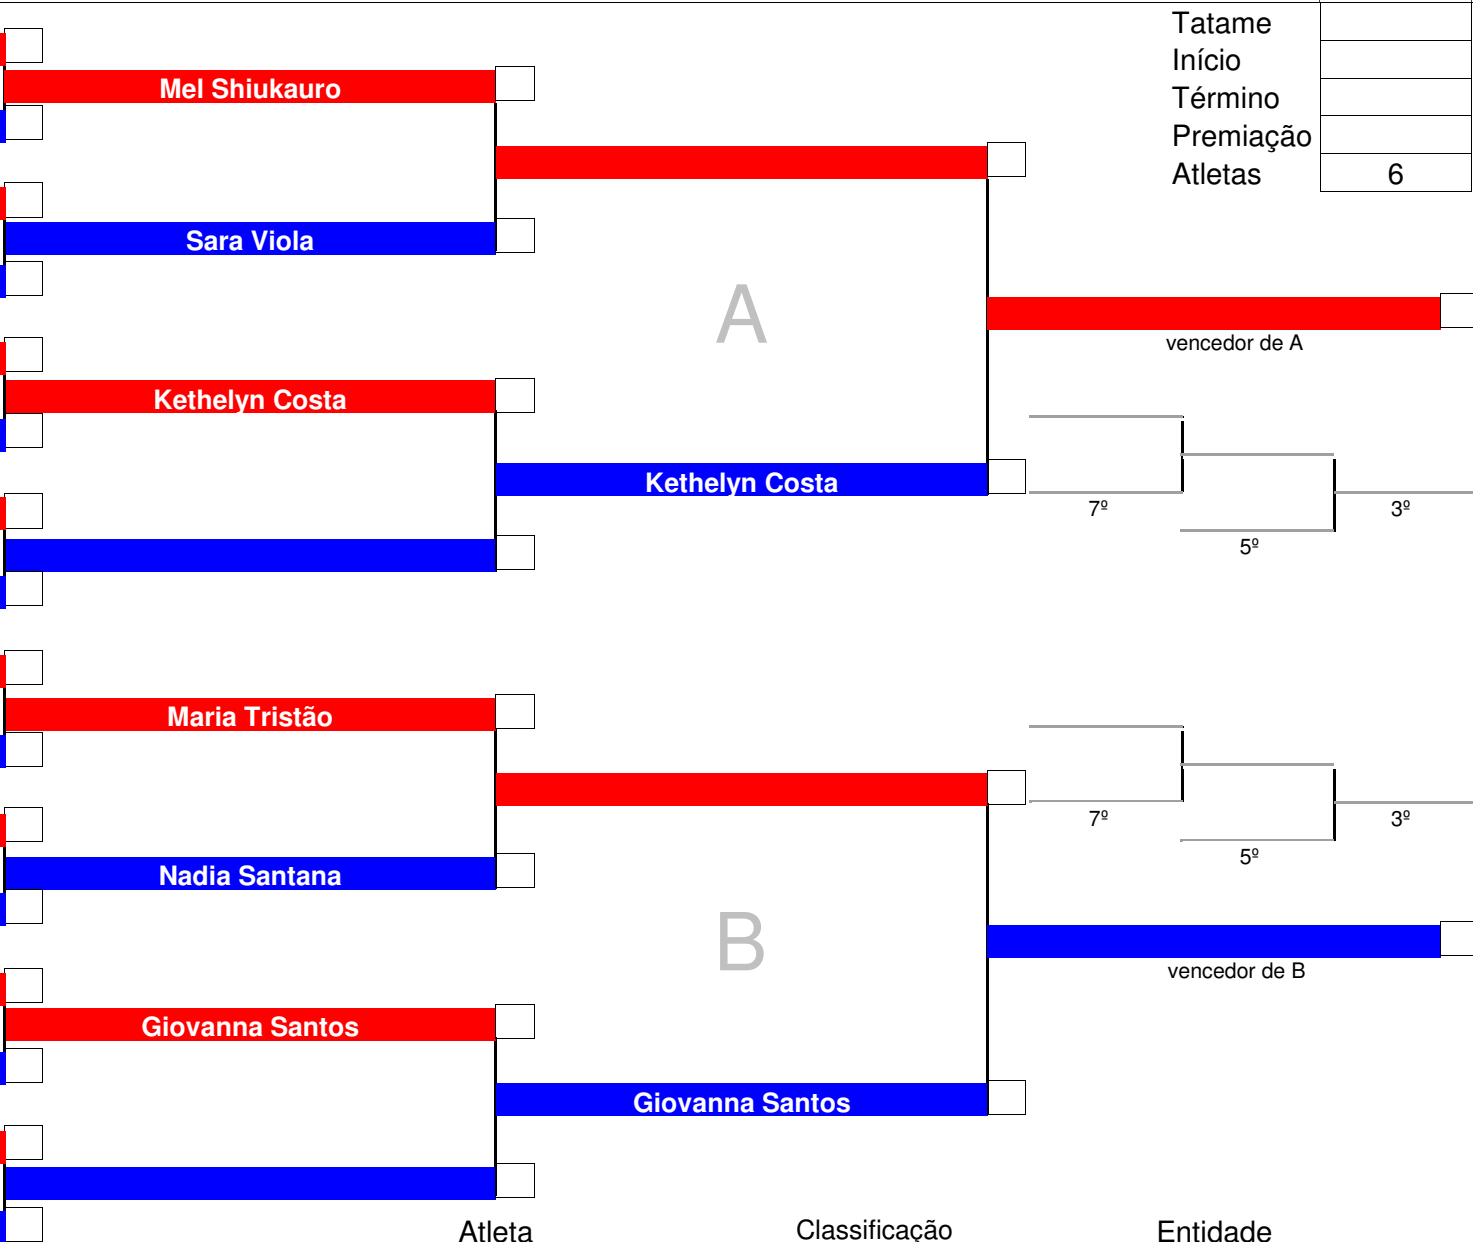 Tatame
Início
Término
Premiação
Atletas 6
Mel Shiukauro
Sara Viola
A
vencedor de A
Kethelyn Costa
Kethelyn Costa
7º
3º
5º
Maria Tristão
7º
3º
5º
Nadia Santana
B
vencedor de B
Giovanna Santos
Giovanna Santos
Atleta Classificação Entidade